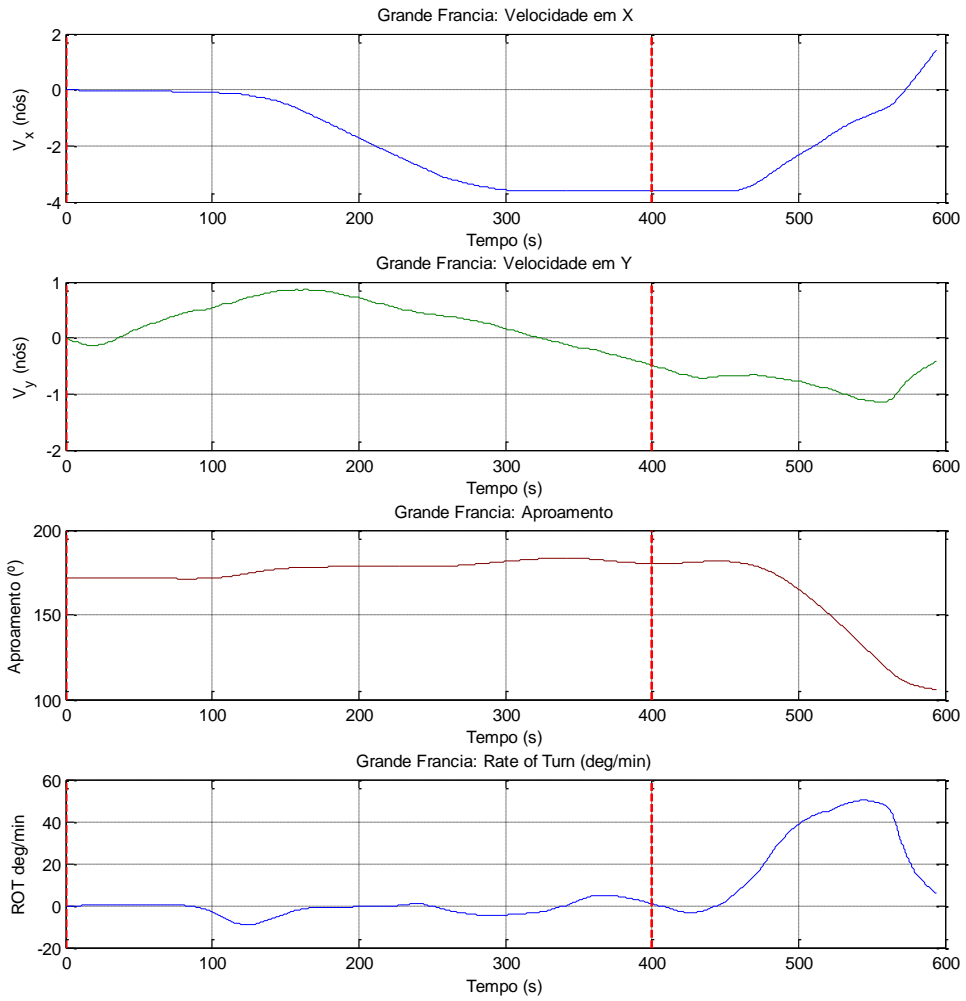 Grande Francia: Velocidade em X
2
0
-2
-4
V_x (nós)
0 100 200 300 400 500 600
Tempo (s)
Grande Francia: Velocidade em Y
1
0
-1
-2
V_y (nós)
0 100 200 300 400 500 600
Tempo (s)
Grande Francia: Aproamento
200
150
100
Aproamento (º)
0 100 200 300 400 500 600
Tempo (s)
Grande Francia: Rate of Turn (deg/min)
60
40
20
0
-20
ROT deg/min
0 100 200 300 400 500 600
Tempo (s)